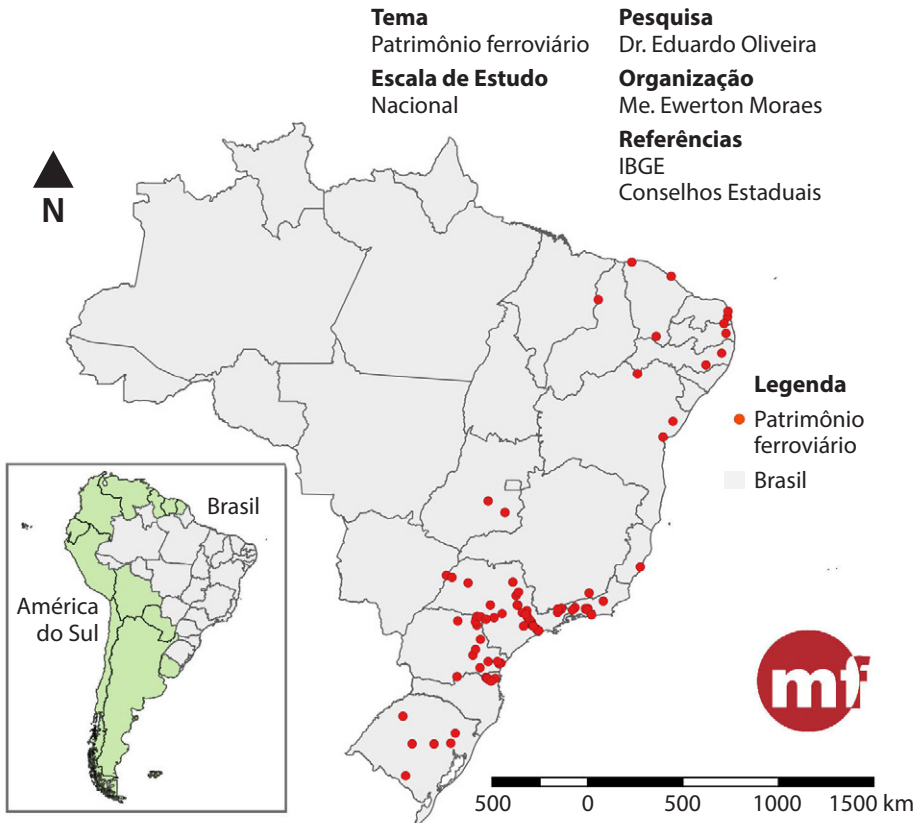 Tema
Patrimônio ferroviário
Escala de Estudo
Nacional
Pesquisa
Dr. Eduardo Oliveira
Organização
Me. Ewerton Moraes
Referências
IBGE
Conselhos Estaduais
N
Legenda
Patrimônio
ferroviário
Brasil
Brasil
América
do Sul
mf
500 0 500 1000 1500 km